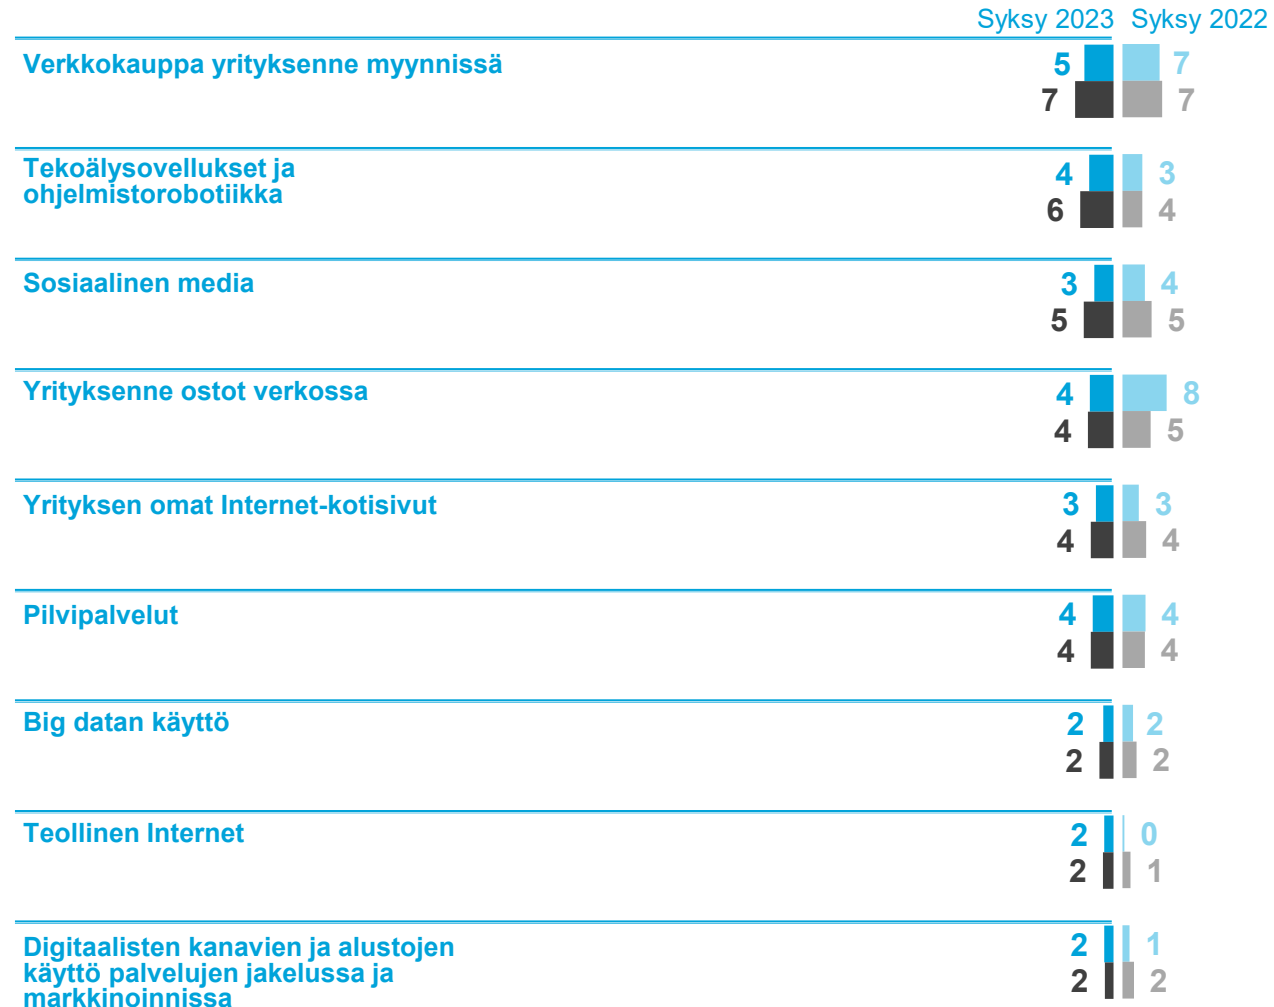 Syksy 2023 Syksy 2022
Verkkokauppa yrityksenne myynnissä
5 7
7 7
Tekoälysovellukset ja
ohjelmistorobotiikka
4 3
6 4
Sosiaalinen media
3 4
5 5
Yrityksenne ostot verkossa
4 8
4 5
Yrityksen omat Internet-kotisivut
3 3
4 4
Pilvipalvelut
4 4
4 4
Big datan käyttö
2 2
2 2
Teollinen Internet
2 0
2 1
Digitaalisten kanavien ja alustojen
käyttö palvelujen jakelussa ja
markkinoinnissa
2 1
2 2